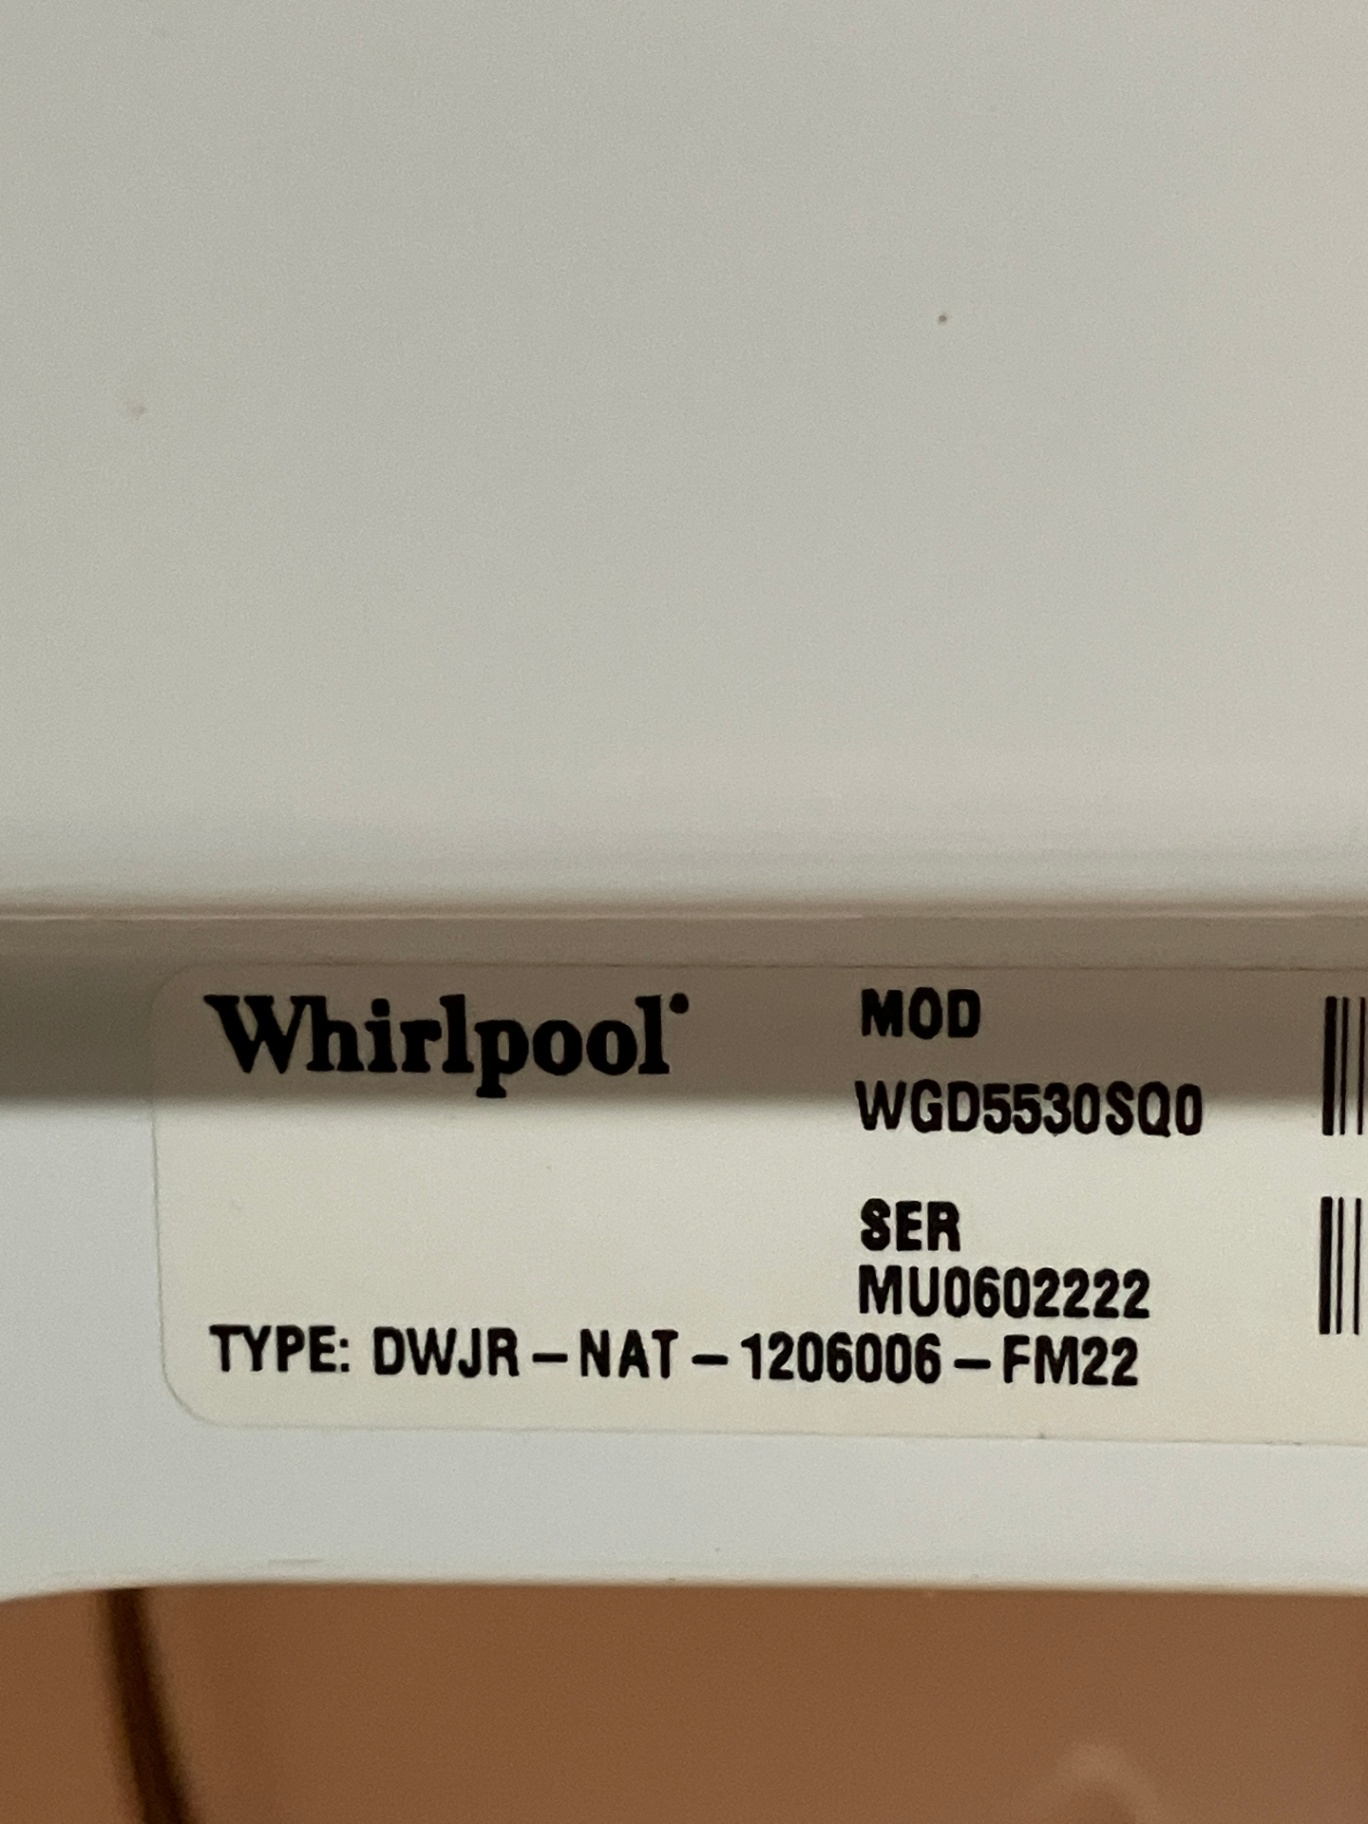 Whirlpool
MOD
WGD5530SQ0
SER
MU0602222
TYPE: DWJR – NAT – 1206006 – FM22